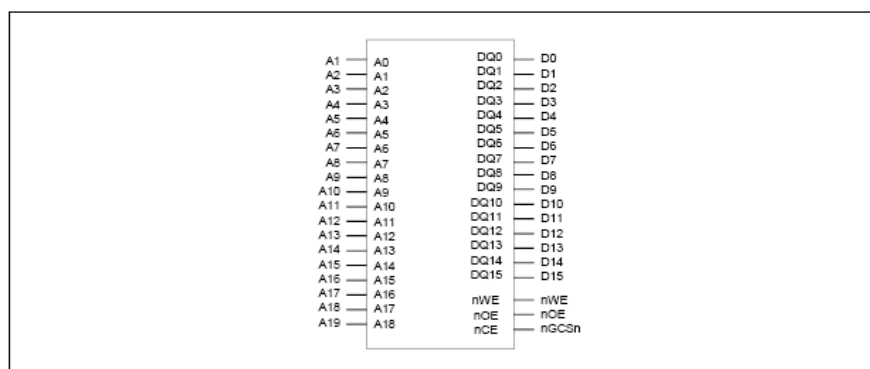 A1 A0 DQ0 D0
A2 A1 DQ1 D1
A3 A2 DQ2 D2
A4 A3 DQ3 D3
A5 A4 DQ4 D4
A6 A5 DQ5 D5
A7 A6 DQ6 D6
A8 A7 DQ7 D7
A9 A8 DQ8 D8
A10 A9 DQ9 D9
A11 A10 DQ10 D10
A12 A11 DQ11 D11
A13 A12 DQ12 D12
A14 A13 DQ13 D13
A15 A14 DQ14 D14
A16 A15 DQ15 D15
A17 A16 nWE nWE
A18 A17 nOE nOE
A19 A18 nCE nGCSn